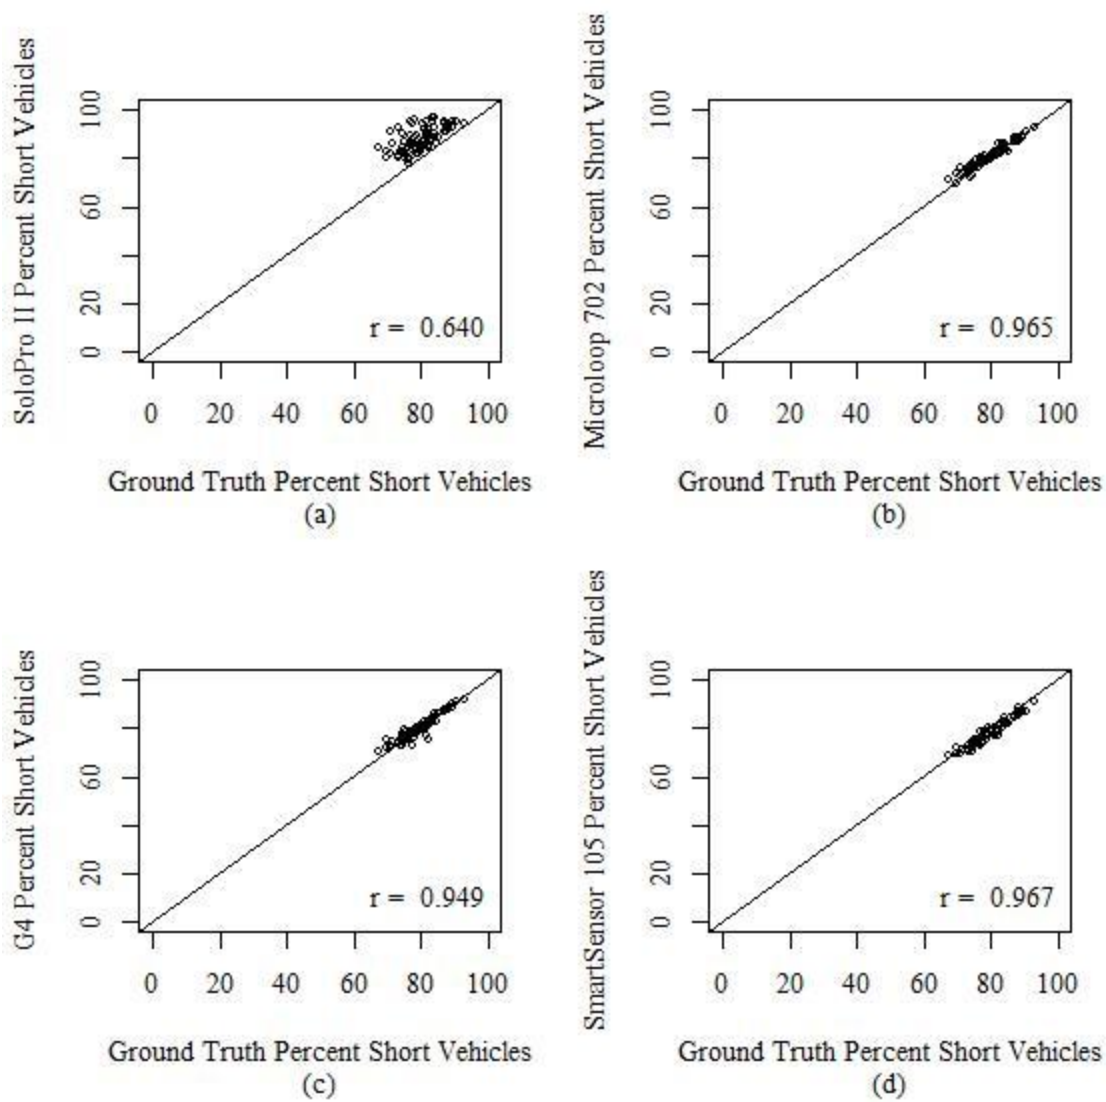 SoloPro II Percent Short Vehicles
100
60
20
0
r = 0.640
0 20 40 60 80 100
Ground Truth Percent Short Vehicles
(a)
Microloop 702 Percent Short Vehicles
100
60
20
0
r = 0.965
0 20 40 60 80 100
Ground Truth Percent Short Vehicles
(b)
G4 Percent Short Vehicles
100
60
20
0
r = 0.949
0 20 40 60 80 100
Ground Truth Percent Short Vehicles
(c)
SmartSensor 105 Percent Short Vehicles
100
60
20
0
r = 0.967
0 20 40 60 80 100
Ground Truth Percent Short Vehicles
(d)